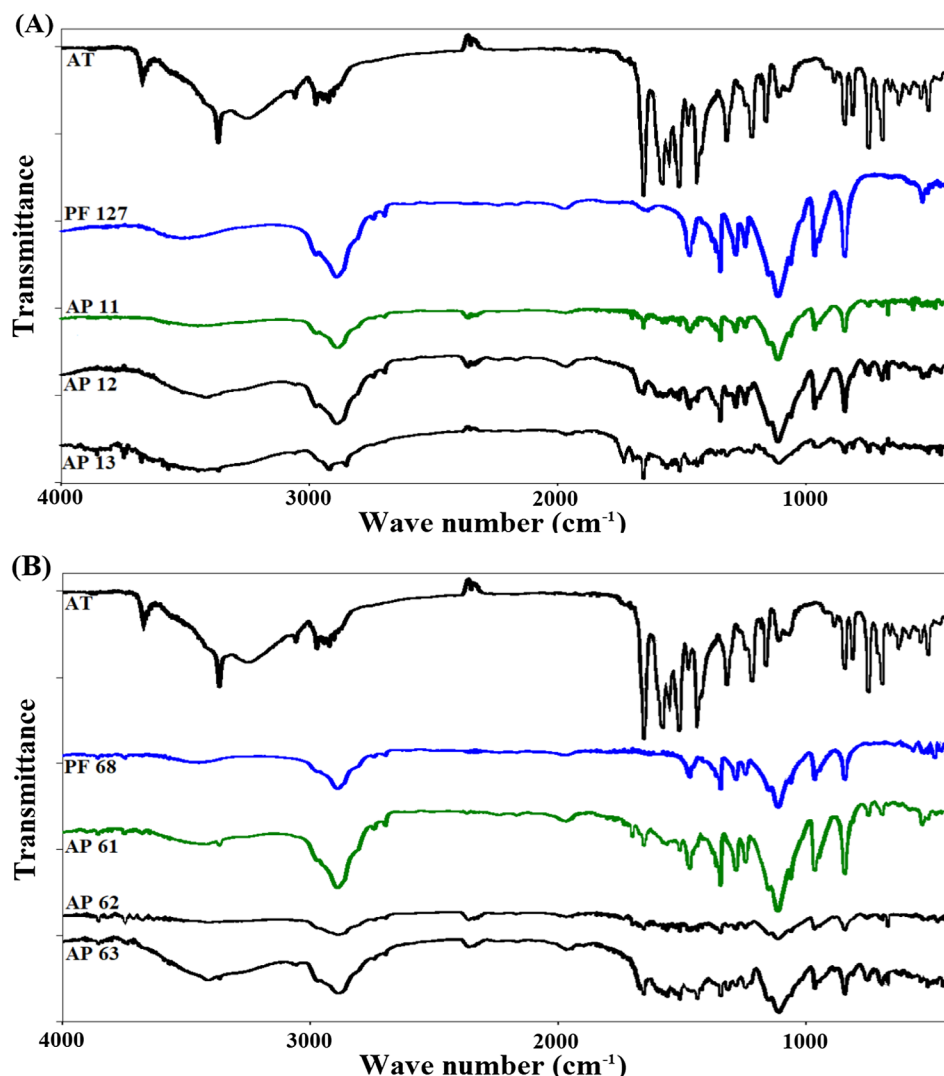 (A)
AT
PF 127
AP 11
AP 12
AP 13
Transmittance
4000 3000 2000 1000
Wave number (cm⁻¹)
(B)
AT
PF 68
AP 61
AP 62
AP 63
Transmittance
4000 3000 2000 1000
Wave number (cm⁻¹)